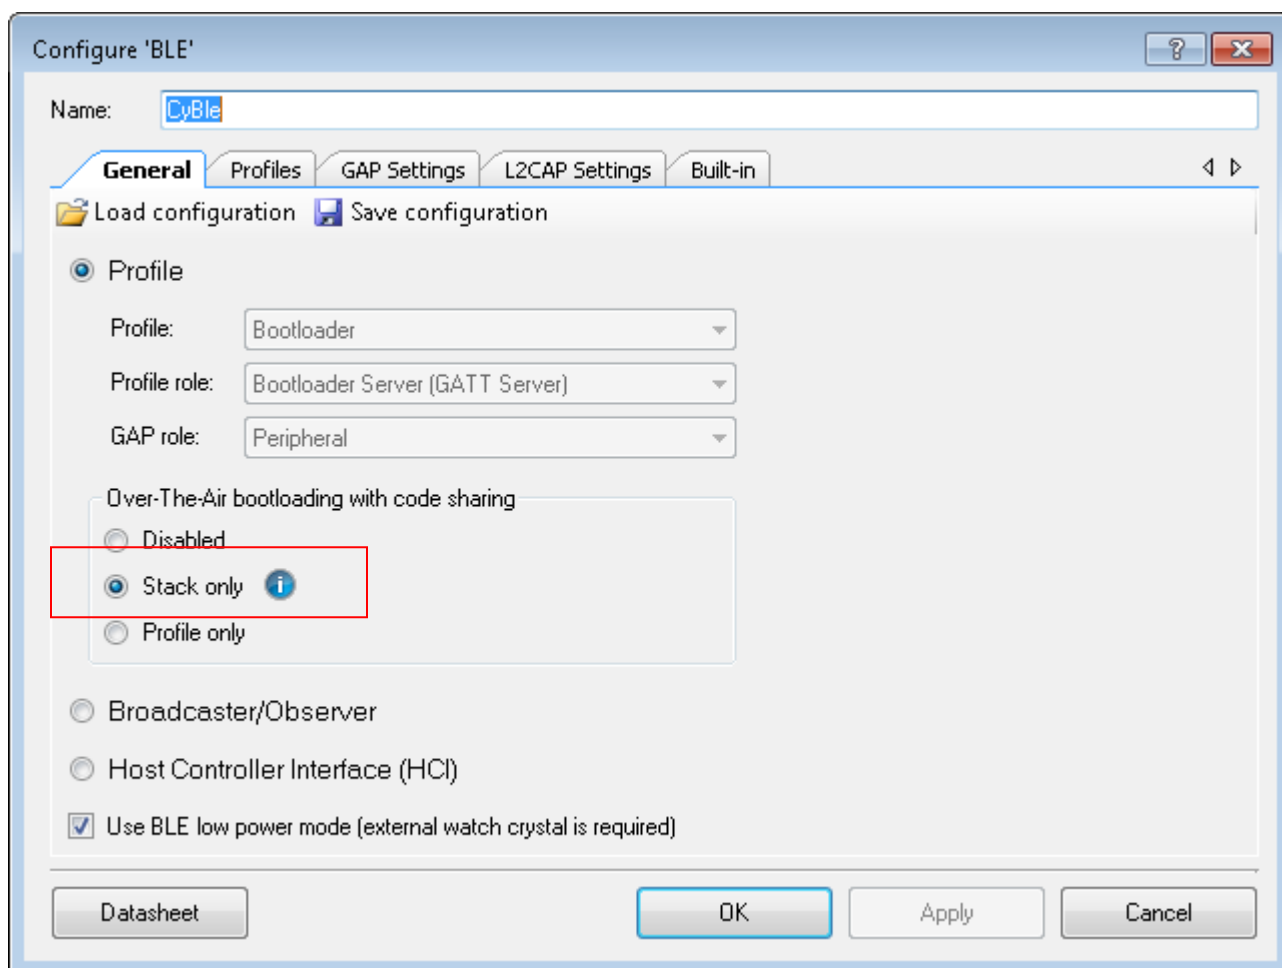 Configure 'BLE'
Name: CyBle
General Profiles GAP Settings L2CAP Settings Built-in
Load configuration Save configuration
Profile
Profile: Bootloader
Profile role: Bootloader Server (GATT Server)
GAP role: Peripheral
Over-The-Air bootloading with code sharing
Disabled
Stack only
Profile only
Broadcaster/Observer
Host Controller Interface (HCI)
Use BLE low power mode (external watch crystal is required)
Datasheet OK Apply Cancel